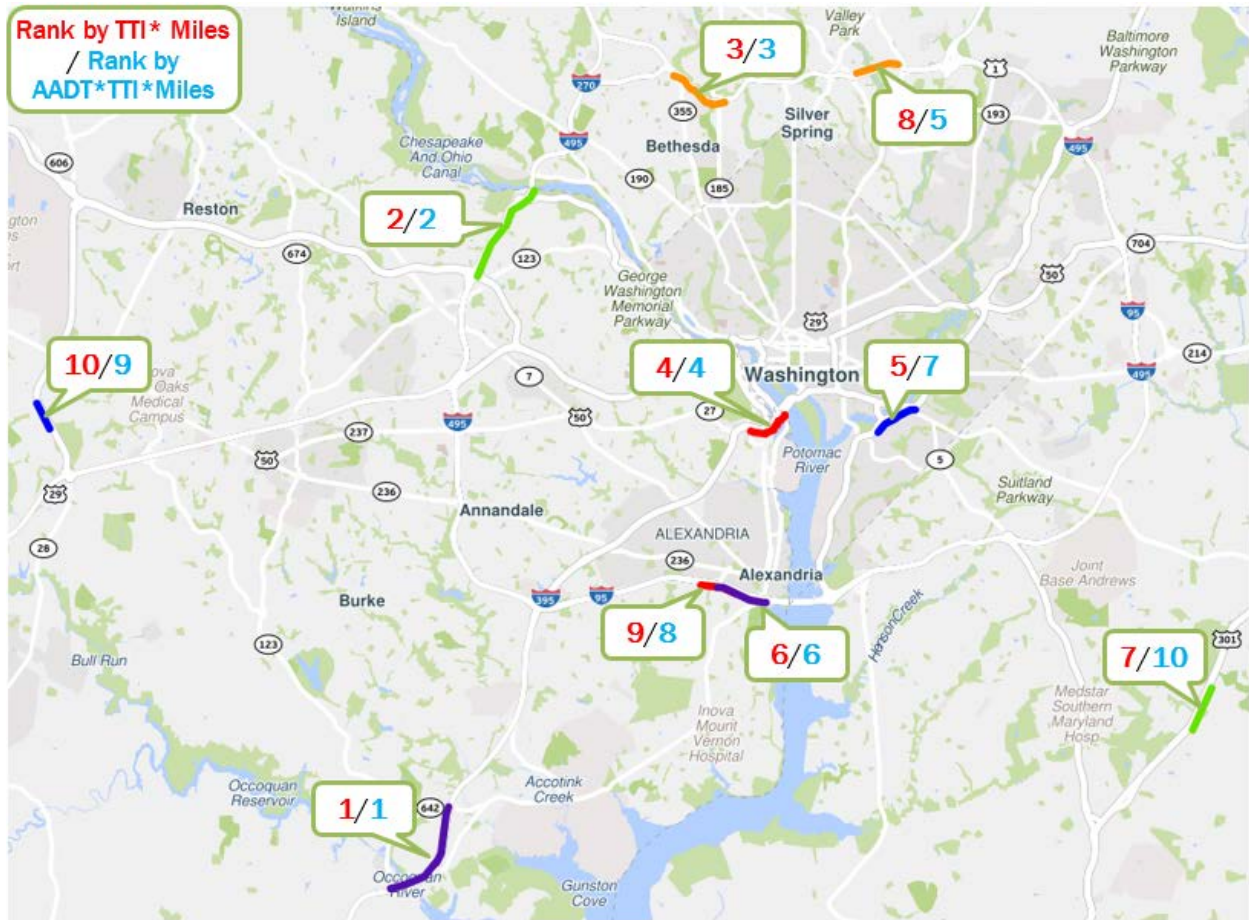 Rank by TTI* Miles
/ Rank by
AADT*TTI*Miles
Island
Valley
Park
Baltimore
Washington
Parkway
3/3
1
270
355
Silver
Spring
8/5
193
495
Bethesda
495
Chesapeake
And Ohio
Canal
606
190
185
Reston
2/2
704
674
123
50
George
Washington
Memorial
Parkway
29
95
10/9
Oaks
Medical
Campus
7
4/4
Washington
5/7
214
495
27
50
495
237
50
Potomac
River
5
Suitland
Parkway
29
236
Annandale
ALEXANDRIA
28
236
Alexandria
Joint
Base Andrews
Burke
395
95
Henson Creek
123
9/8
6/6
301
7/10
Bull Run
Inova
Mount
Vernon
Hospital
Medstar
Southern
Maryland
Hosp
Occoquan
Reservoir
Accotink
Creek
1/1
642
Occoquan
River
Gunston
Cove